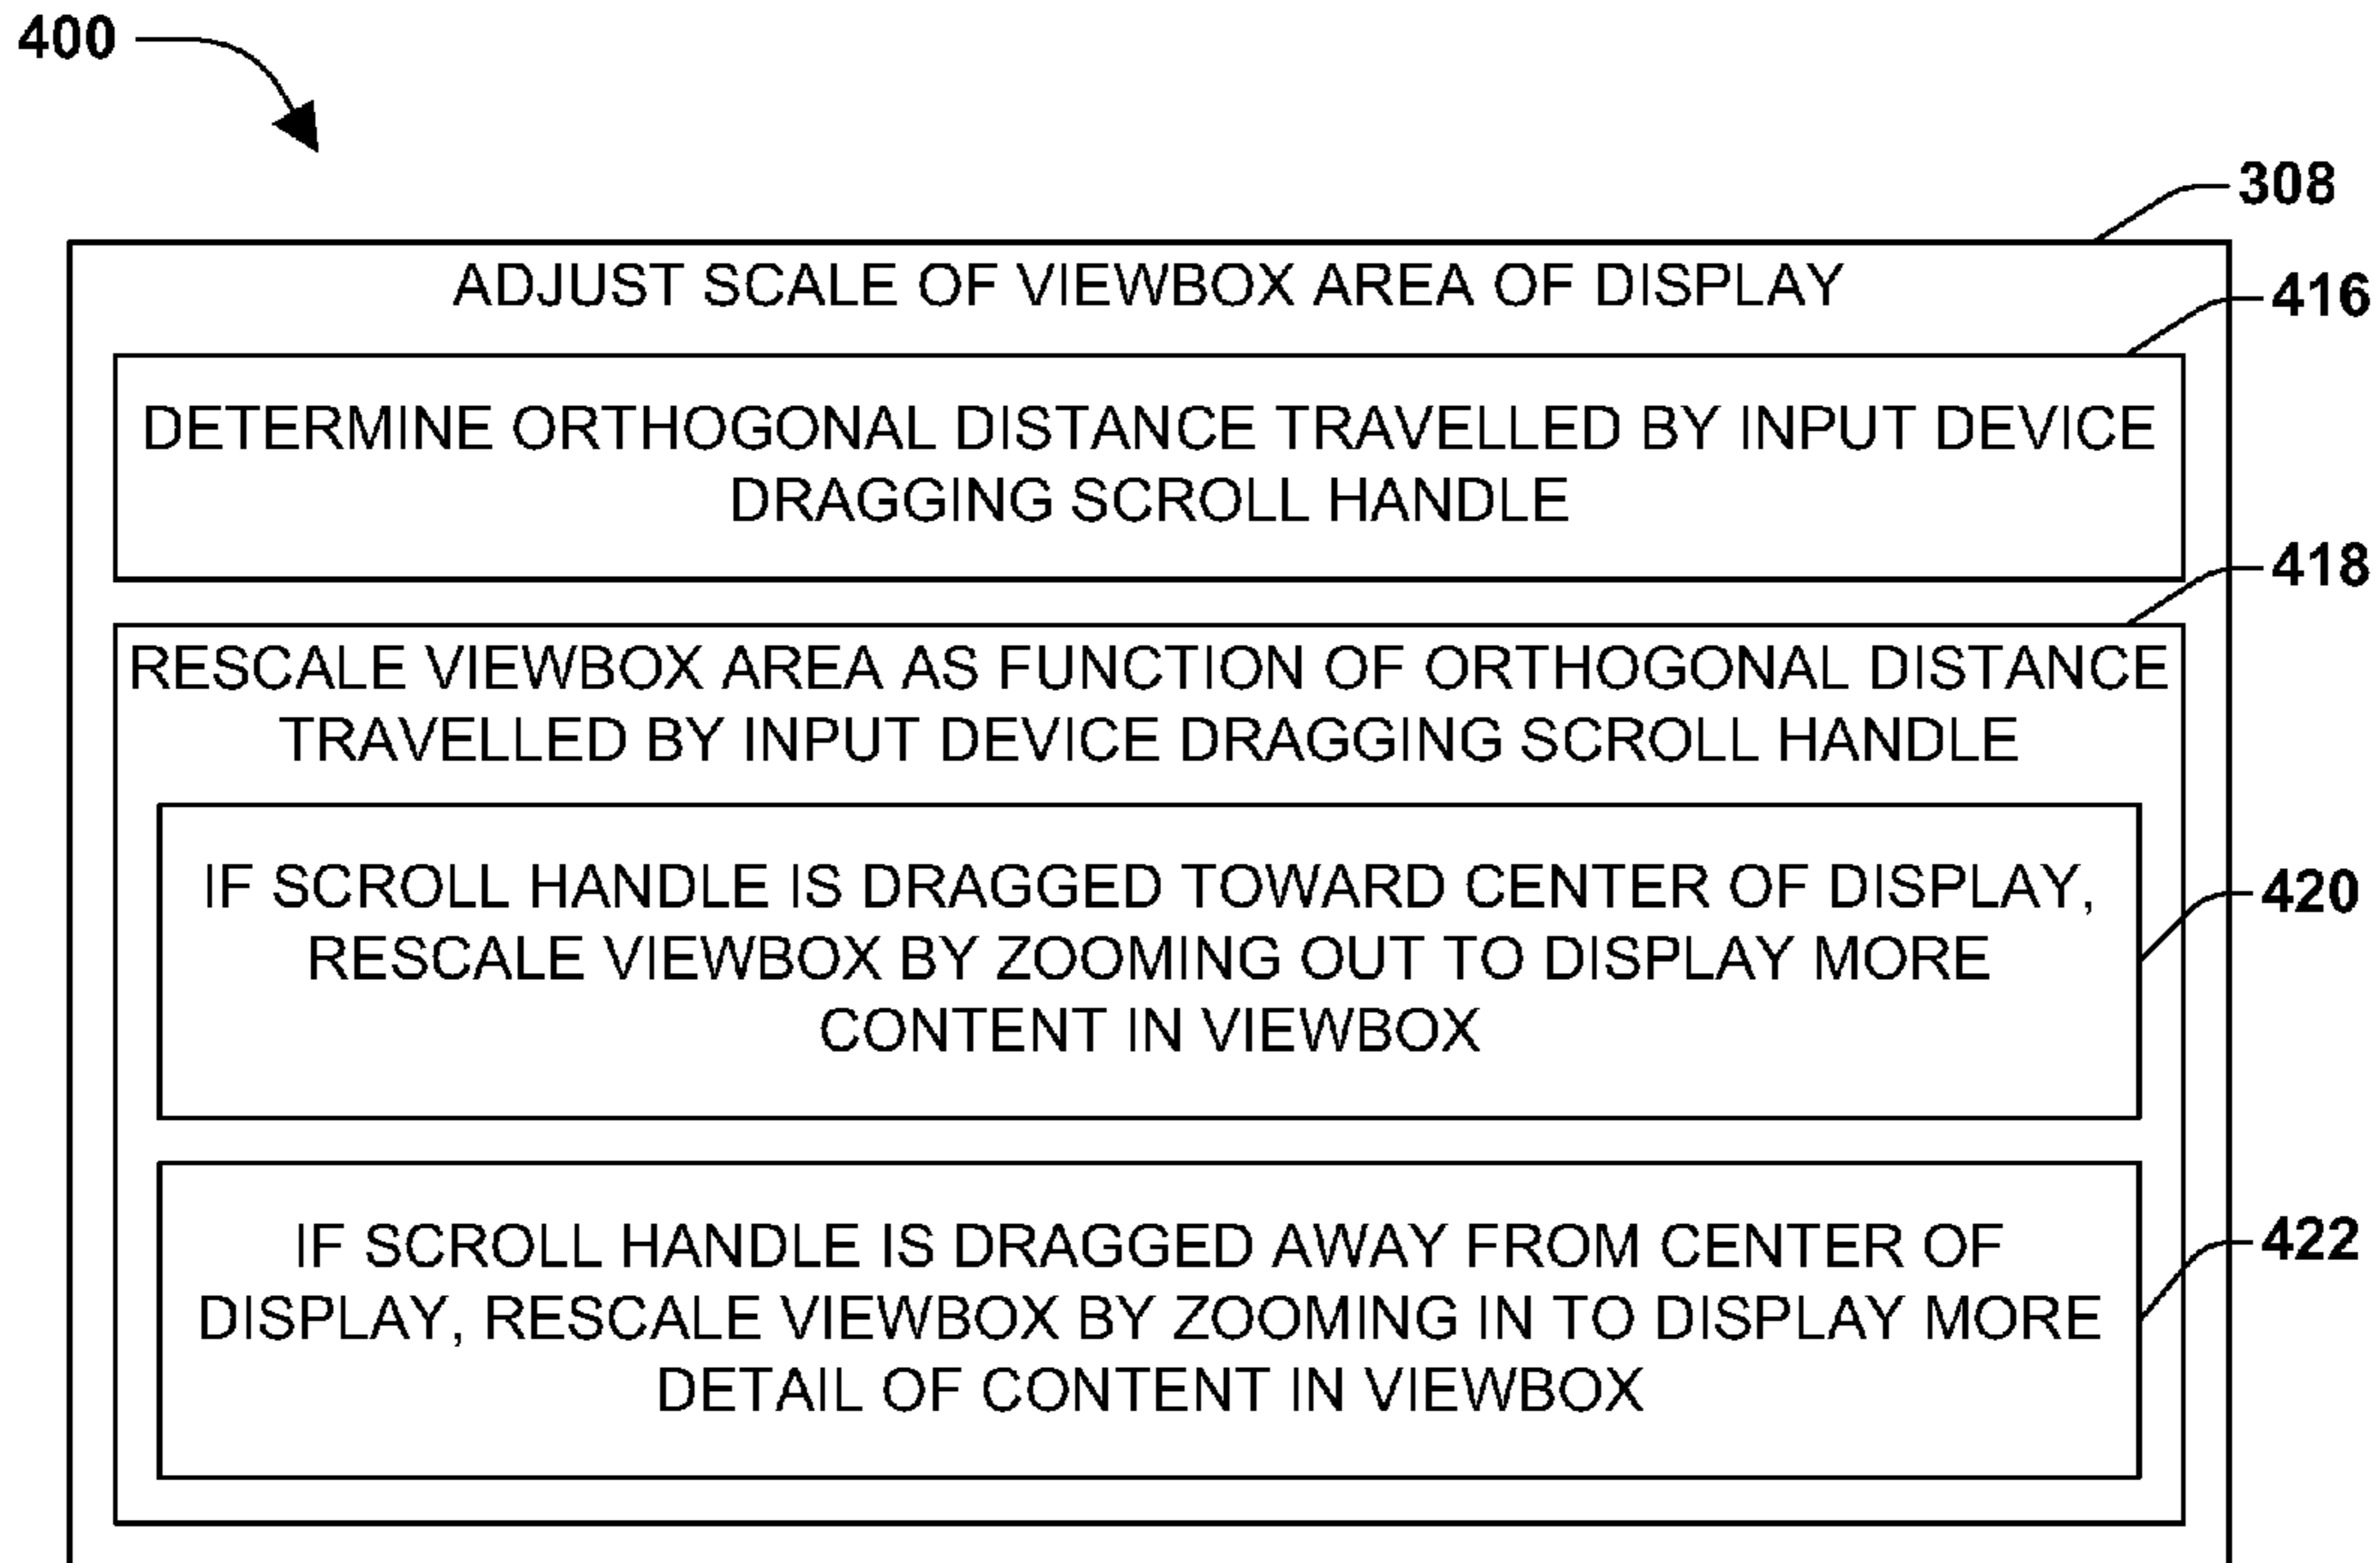 400
308
ADJUST SCALE OF VIEWBOX AREA OF DISPLAY
416
DETERMINE ORTHOGONAL DISTANCE TRAVELLED BY INPUT DEVICE
DRAGGING SCROLL HANDLE
418
RESCALE VIEWBOX AREA AS FUNCTION OF ORTHOGONAL DISTANCE
TRAVELLED BY INPUT DEVICE DRAGGING SCROLL HANDLE
420
IF SCROLL HANDLE IS DRAGGED TOWARD CENTER OF DISPLAY,
RESCALE VIEWBOX BY ZOOMING OUT TO DISPLAY MORE
CONTENT IN VIEWBOX
422
IF SCROLL HANDLE IS DRAGGED AWAY FROM CENTER OF
DISPLAY, RESCALE VIEWBOX BY ZOOMING IN TO DISPLAY MORE
DETAIL OF CONTENT IN VIEWBOX